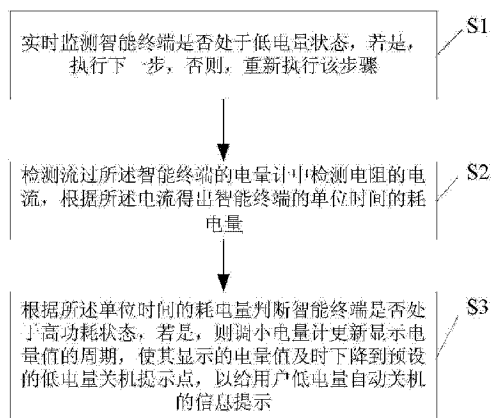 实时监测智能终端是否处于低电量状态，若是，
执行下一步，否则，重新执行该步骤
S1
检测流过所述智能终端的电量计中检测电阻的电
流，根据所述电流得出智能终端的单位时间的耗
电量
S2
根据所述单位时间的耗电量判断智能终端是否处
于高功耗状态，若是，则调小电量计更新显示电
量值的周期，使其显示的电量值及时下降到预设
的低电量关机提示点，以给用户低电量自动关机
的信息提示
S3